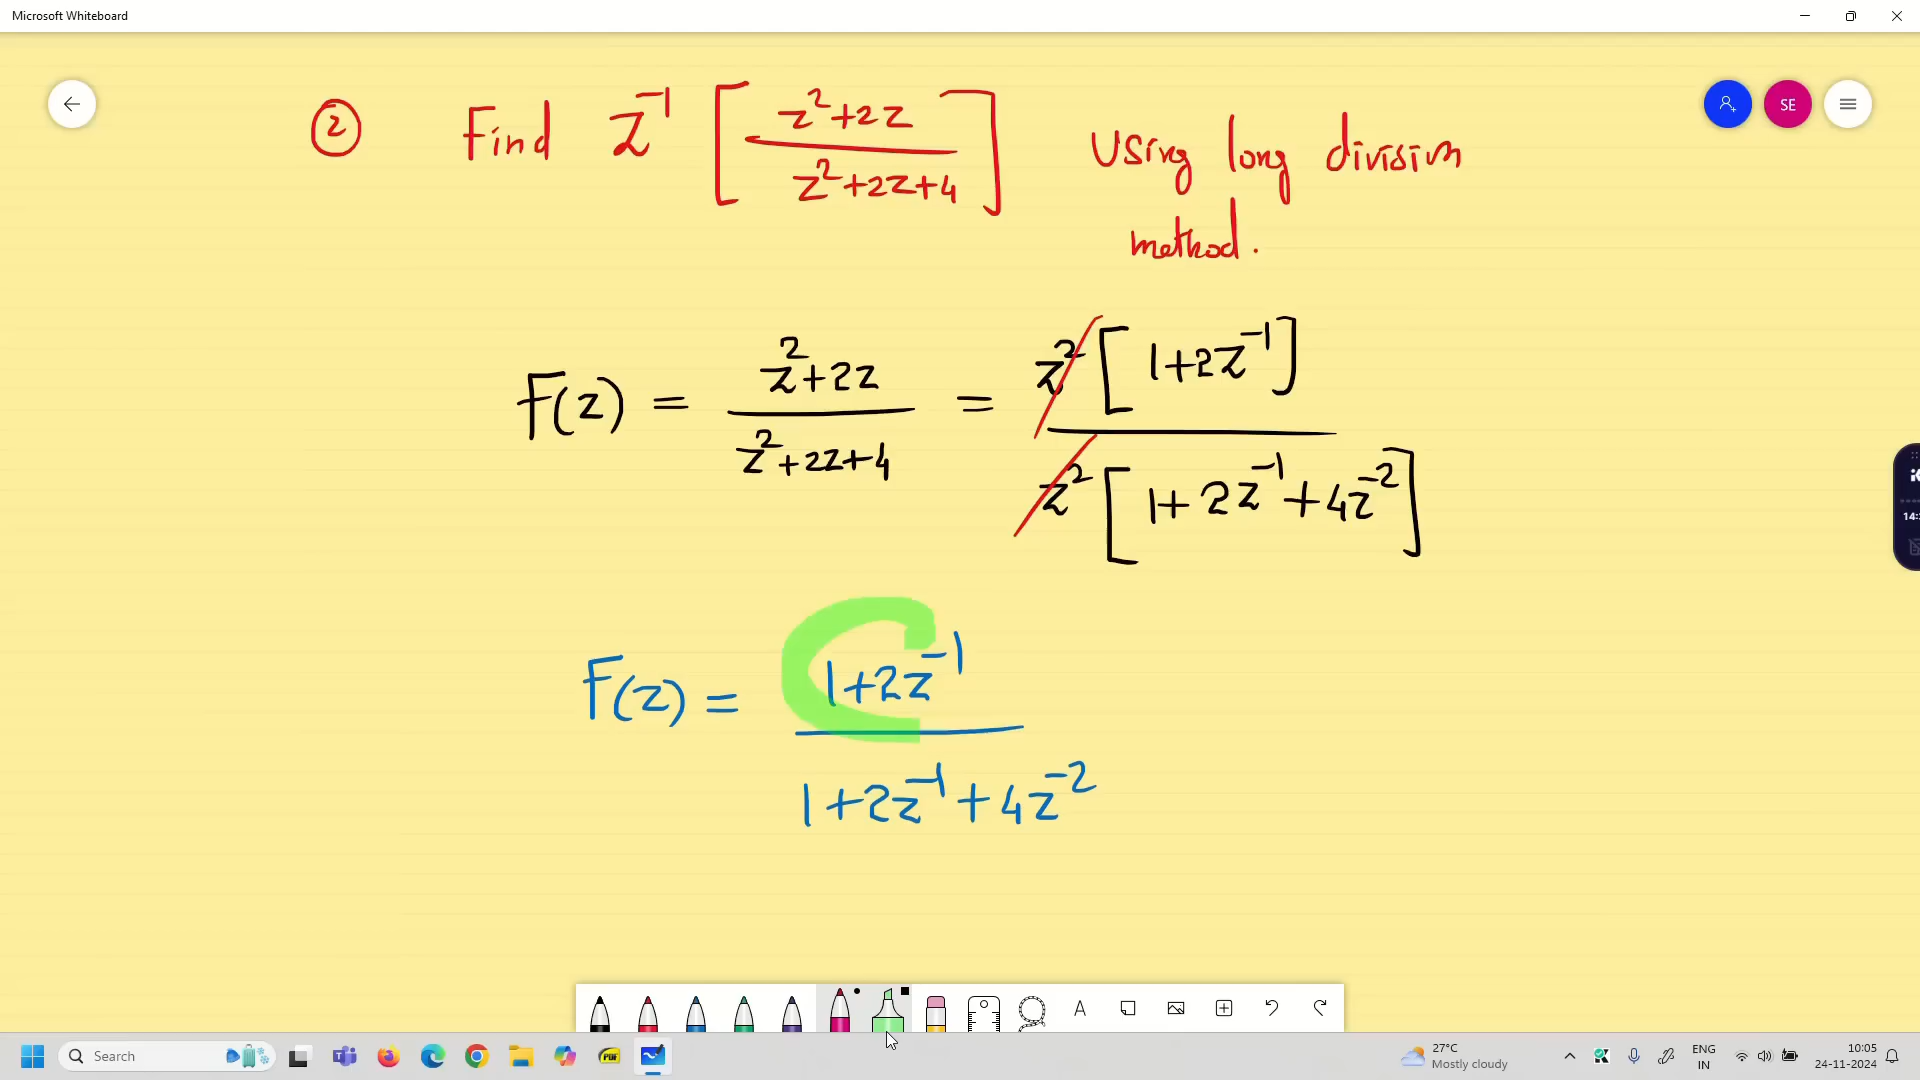 Microsoft Whiteboard
SE
② Find Z⁻¹ [ (z²+2z) / (z²+2z+4) ] Using long division
method.
F(z) = (z²+2z) / (z²+2z+4) = z² [1+2z⁻¹] / z² [1+2z⁻¹+4z⁻²]
F(z) = (1+2z⁻¹) / (1+2z⁻¹+4z⁻²)
A
Search
PDF
27°C
Mostly cloudy
ENG
IN
10:05
24-11-2024